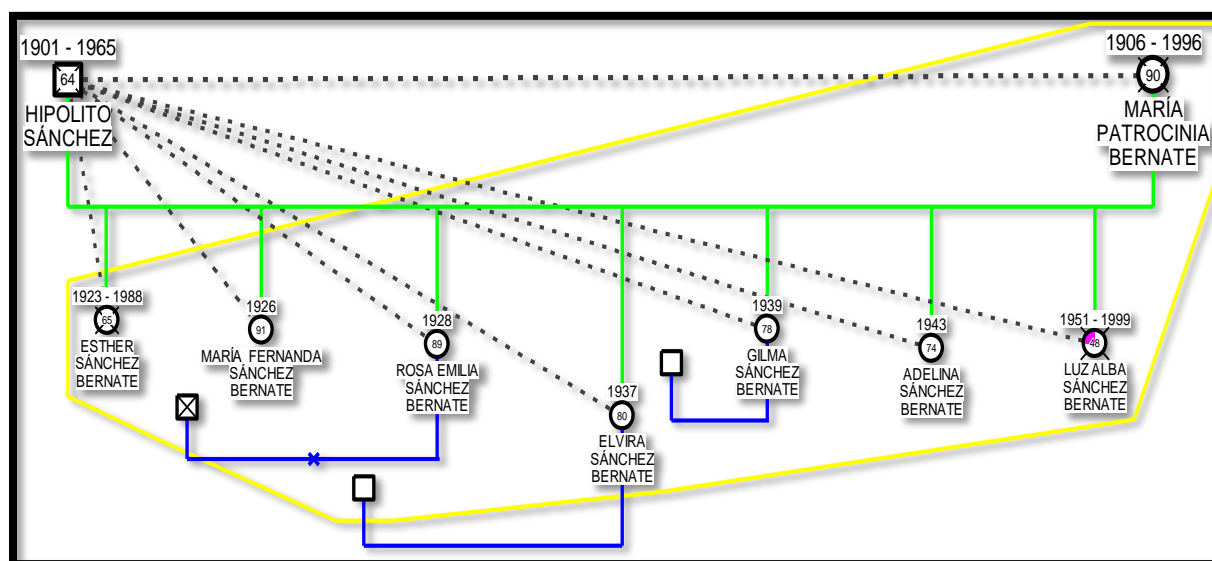 1901 - 1965
64
HIPOLITO
SÁNCHEZ
1906 - 1996
90
MARÍA
PATROCINIA
BERNATE
1923 - 1988
65
ESTHER
SÁNCHEZ
BERNATE
1926
91
MARÍA FERNANDA
SÁNCHEZ
BERNATE
1928
89
ROSA EMILIA
SÁNCHEZ
BERNATE
1937
80
ELVIRA
SÁNCHEZ
BERNATE
1939
78
GILMA
SÁNCHEZ
BERNATE
1943
74
ADELINA
SÁNCHEZ
BERNATE
1951 - 1999
48
LUZ ALBA
SÁNCHEZ
BERNATE